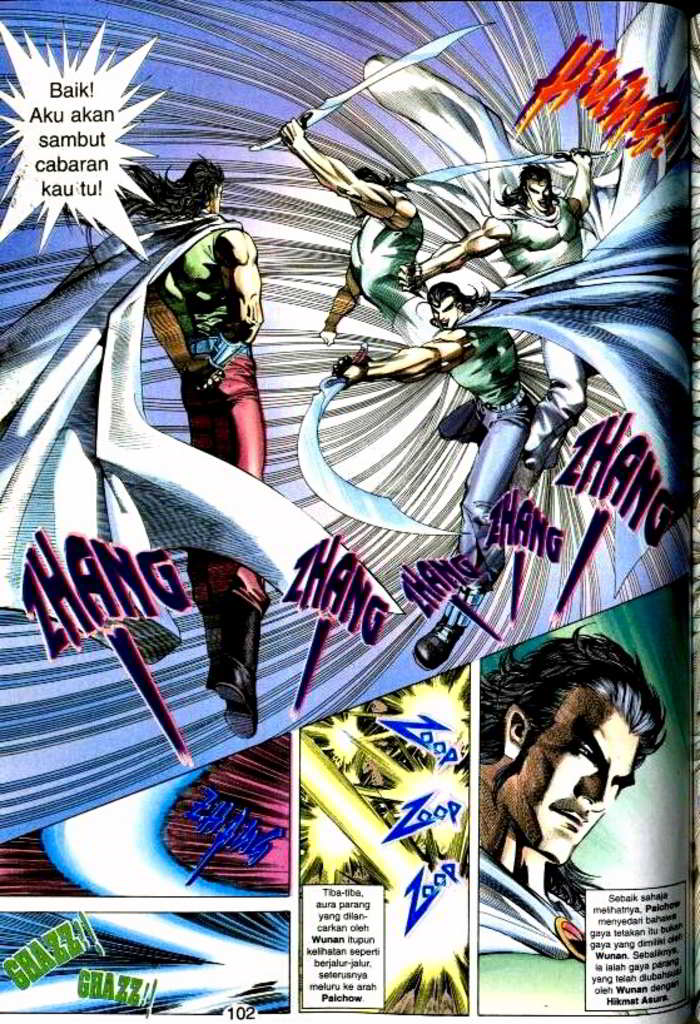 Baik!
Aku akan
sambut
cabaran
kau tu!
HUNG!
ZHANG
ZHANG
ZHANG
ZHANG
ZHANG
ZHANG
ZOOP
ZOOP
ZOOP
GHAZZ!
GHAZZ!
Tiba-tiba,
aura parang
yang dilan-
carkan oleh
Wunan itupun
kelihatan seperti
berjalur-jalur,
seterusnya
meluru ke arah
Paichow.
Sebaik sahaja
melihatnya, Paichow
menyedari bahawa
gaya tetakan itu bukan
gaya yang dimiliki oleh
Wunan. Sebaliknya
ia ialah gaya parang
yang telah diubahsuai
oleh Wunan dengan
Hikmat Asura.
102